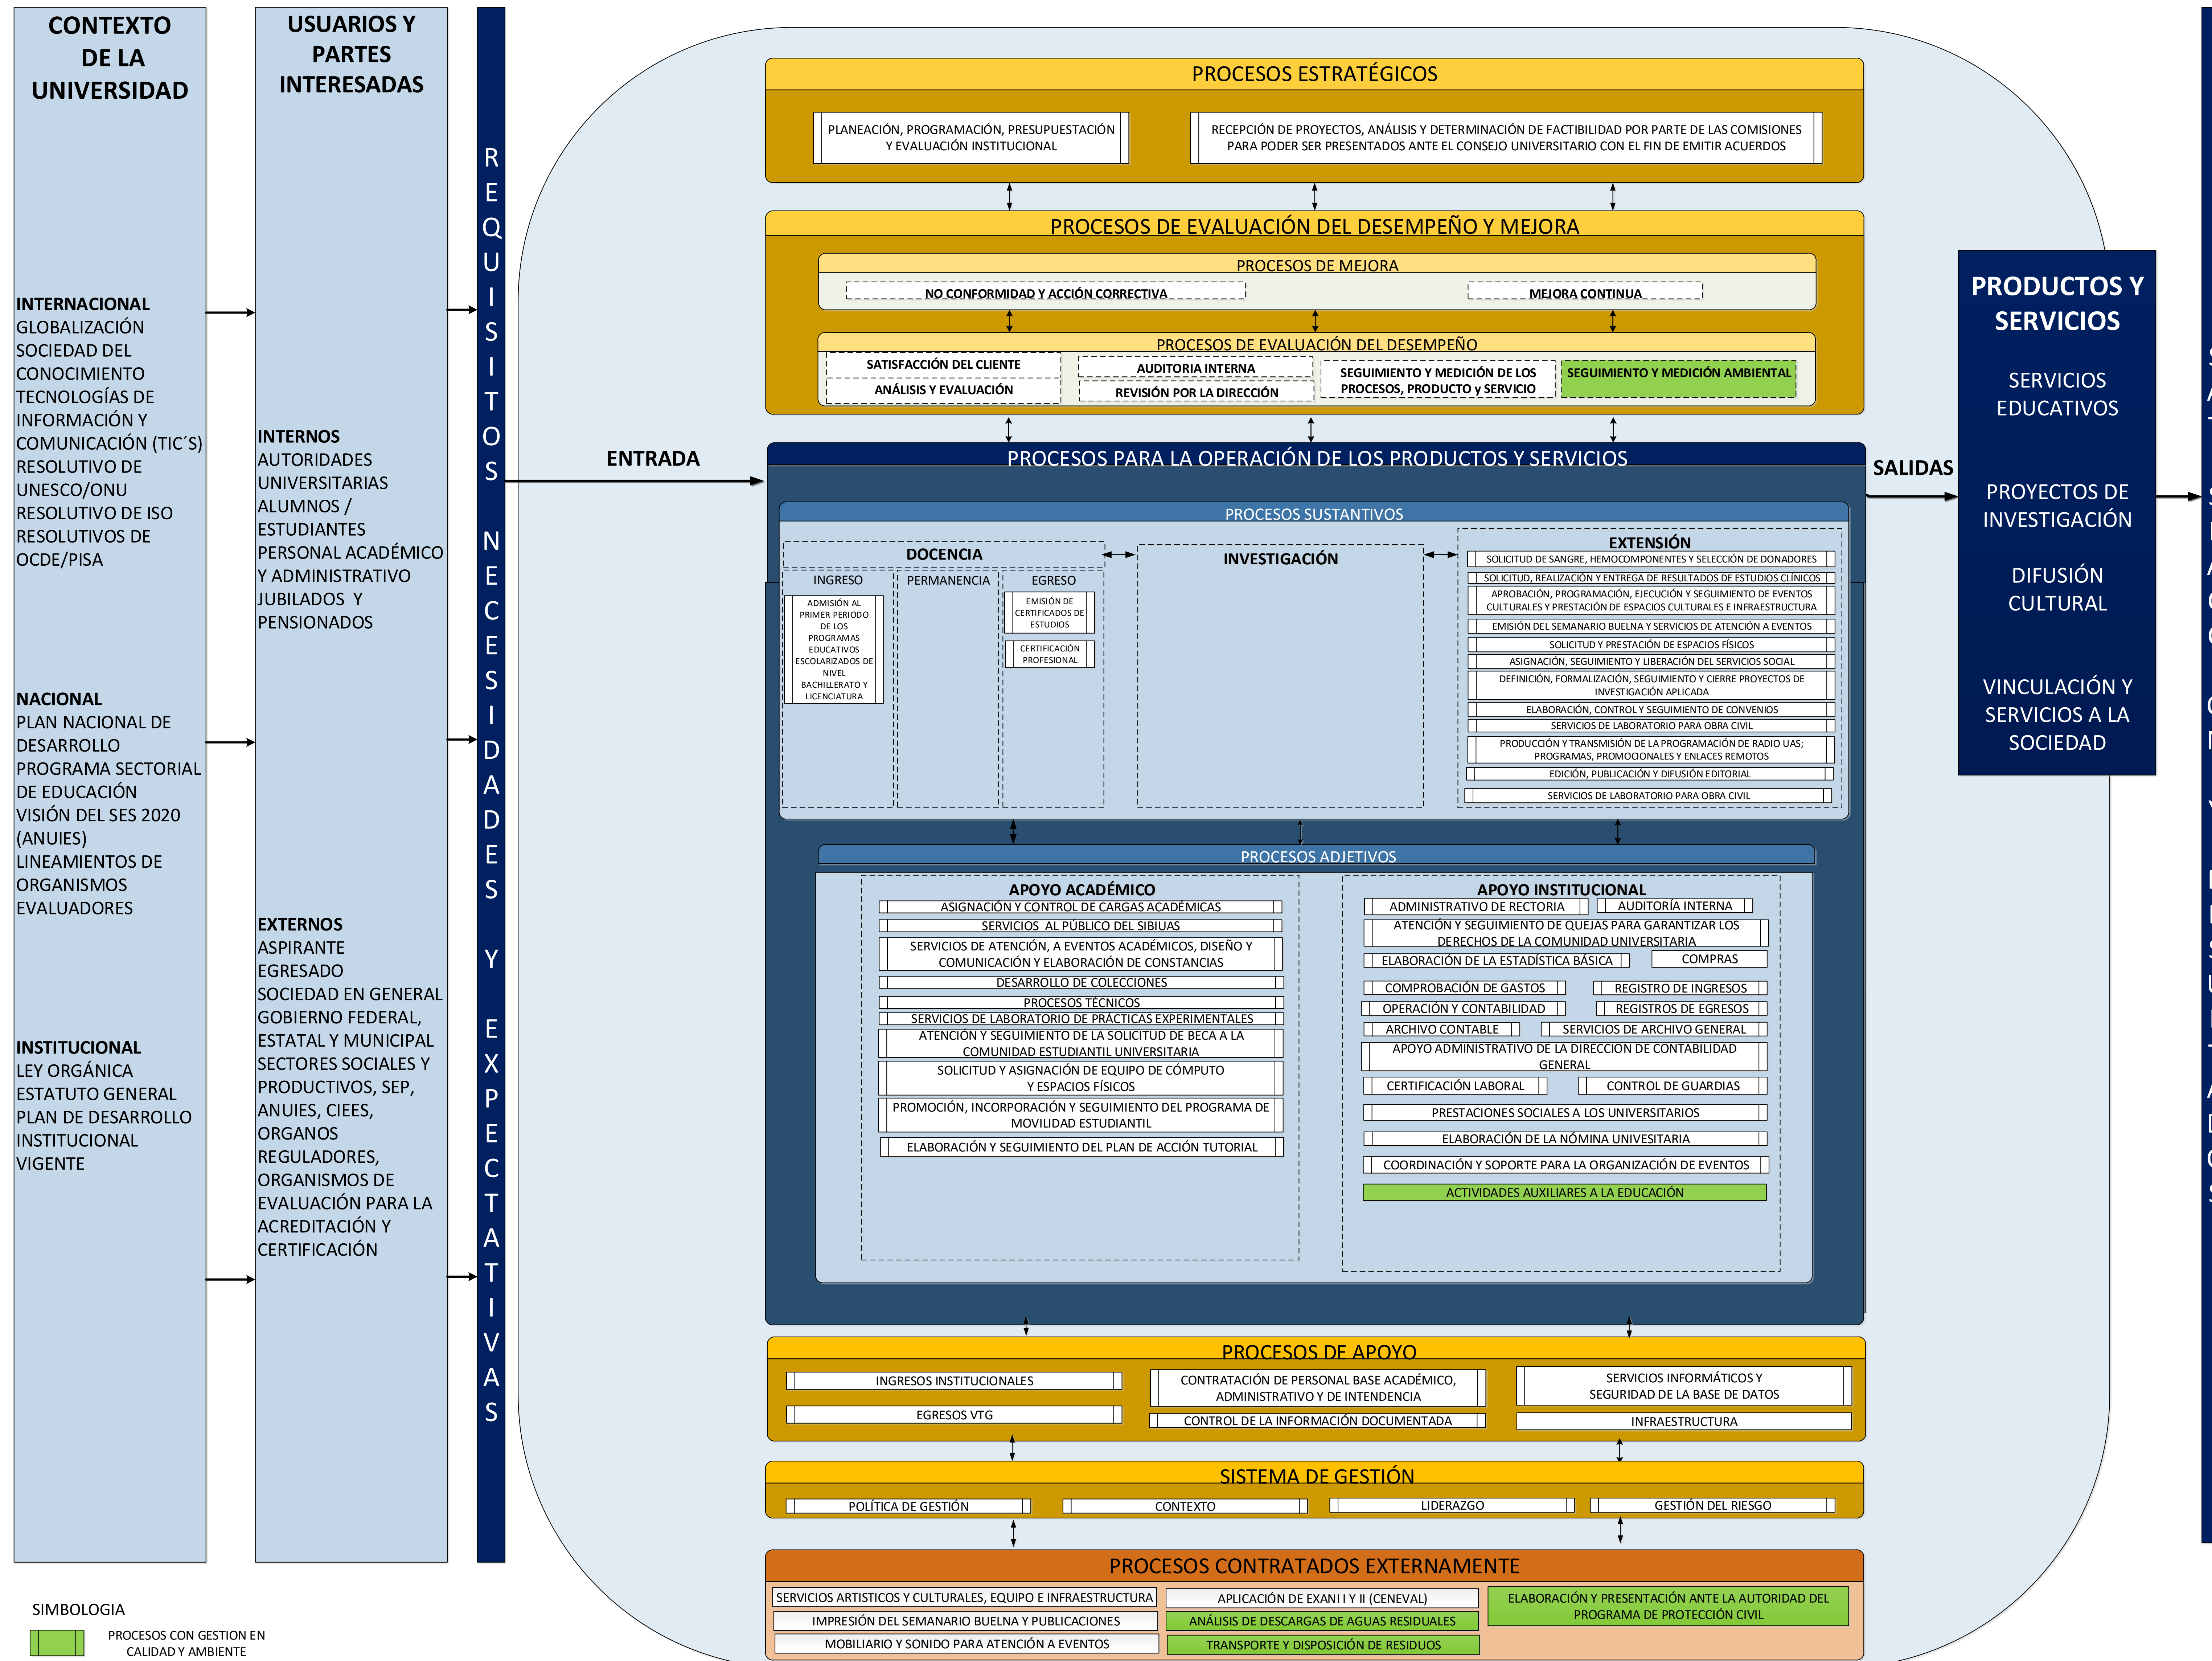 CONTEXTO
DE LA
UNIVERSIDAD
INTERNACIONAL
GLOBALIZACIÓN
SOCIEDAD DEL
CONOCIMIENTO
TECNOLOGÍAS DE
INFORMACIÓN Y
COMUNICACIÓN (TIC´S)
RESOLUTIVO DE
UNESCO/ONU
RESOLUTIVO DE ISO
RESOLUTIVOS DE
OCDE/PISA
NACIONAL
PLAN NACIONAL DE
DESARROLLO
PROGRAMA SECTORIAL
DE EDUCACIÓN
VISIÓN DEL SES 2020
(ANUIES)
LINEAMIENTOS DE
ORGANISMOS
EVALUADORES
INSTITUCIONAL
LEY ORGÁNICA
ESTATUTO GENERAL
PLAN DE DESARROLLO
INSTITUCIONAL
VIGENTE
USUARIOS Y
PARTES
INTERESADAS
INTERNOS
AUTORIDADES
UNIVERSITARIAS
ALUMNOS /
ESTUDIANTES
PERSONAL ACADÉMICO
Y ADMINISTRATIVO
JUBILADOS Y
PENSIONADOS
EXTERNOS
ASPIRANTE
EGRESADO
SOCIEDAD EN GENERAL
GOBIERNO FEDERAL,
ESTATAL Y MUNICIPAL
SECTORES SOCIALES Y
PRODUCTIVOS, SEP,
ANUIES, CIEES,
ORGANOS
REGULADORES,
ORGANISMOS DE
EVALUACIÓN PARA LA
ACREDITACIÓN Y
CERTIFICACIÓN
REQUISITOS NECESIDADES Y EXPECTATIVAS
ENTRADA
PROCESOS ESTRATÉGICOS
PLANEACIÓN, PROGRAMACIÓN, PRESUPUESTACIÓN
Y EVALUACIÓN INSTITUCIONAL
RECEPCIÓN DE PROYECTOS, ANÁLISIS Y DETERMINACIÓN DE FACTIBILIDAD POR PARTE DE LAS COMISIONES
PARA PODER SER PRESENTADOS ANTE EL CONSEJO UNIVERSITARIO CON EL FIN DE EMITIR ACUERDOS
PROCESOS DE EVALUACIÓN DEL DESEMPEÑO Y MEJORA
PROCESOS DE MEJORA
NO CONFORMIDAD Y ACCIÓN CORRECTIVA
MEJORA CONTINUA
PROCESOS DE EVALUACIÓN DEL DESEMPEÑO
SATISFACCIÓN DEL CLIENTE
ANÁLISIS Y EVALUACIÓN
AUDITORIA INTERNA
REVISIÓN POR LA DIRECCIÓN
SEGUIMIENTO Y MEDICIÓN DE LOS
PROCESOS, PRODUCTO y SERVICIO
SEGUIMIENTO Y MEDICIÓN AMBIENTAL
PROCESOS PARA LA OPERACIÓN DE LOS PRODUCTOS Y SERVICIOS
PROCESOS SUSTANTIVOS
DOCENCIA
INGRESO
ADMISIÓN AL
PRIMER PERIODO
DE LOS
PROGRAMAS
EDUCATIVOS
ESCOLARIZADOS DE
NIVEL
BACHILLERATO Y
LICENCIATURA
PERMANENCIA
EGRESO
EMISIÓN DE
CERTIFICADOS DE
ESTUDIOS
CERTIFICACIÓN
PROFESIONAL
INVESTIGACIÓN
EXTENSIÓN
SOLICITUD DE SANGRE, HEMOCOMPONENTES Y SELECCIÓN DE DONADORES
SOLICITUD, REALIZACIÓN Y ENTREGA DE RESULTADOS DE ESTUDIOS CLÍNICOS
APROBACIÓN, PROGRAMACIÓN, EJECUCIÓN Y SEGUIMIENTO DE EVENTOS
CULTURALES Y PRESTACIÓN DE ESPACIOS CULTURALES E INFRAESTRUCTURA
EMISIÓN DEL SEMANARIO BUELNA Y SERVICIOS DE ATENCIÓN A EVENTOS
SOLICITUD Y PRESTACIÓN DE ESPACIOS FÍSICOS
ASIGNACIÓN, SEGUIMIENTO Y LIBERACIÓN DEL SERVICIOS SOCIAL
DEFINICIÓN, FORMALIZACIÓN, SEGUIMIENTO Y CIERRE PROYECTOS DE
INVESTIGACIÓN APLICADA
ELABORACIÓN, CONTROL Y SEGUIMIENTO DE CONVENIOS
SERVICIOS DE LABORATORIO PARA OBRA CIVIL
PRODUCCIÓN Y TRANSMISIÓN DE LA PROGRAMACIÓN DE RADIO UAS;
PROGRAMAS, PROMOCIONALES Y ENLACES REMOTOS
EDICIÓN, PUBLICACIÓN Y DIFUSIÓN EDITORIAL
SERVICIOS DE LABORATORIO PARA OBRA CIVIL
PROCESOS ADJETIVOS
APOYO ACADÉMICO
ASIGNACIÓN Y CONTROL DE CARGAS ACADÉMICAS
SERVICIOS AL PÚBLICO DEL SIBIUAS
SERVICIOS DE ATENCIÓN, A EVENTOS ACADÉMICOS, DISEÑO Y
COMUNICACIÓN Y ELABORACIÓN DE CONSTANCIAS
DESARROLLO DE COLECCIONES
PROCESOS TÉCNICOS
SERVICIOS DE LABORATORIO DE PRÁCTICAS EXPERIMENTALES
ATENCIÓN Y SEGUIMIENTO DE LA SOLICITUD DE BECA A LA
COMUNIDAD ESTUDIANTIL UNIVERSITARIA
SOLICITUD Y ASIGNACIÓN DE EQUIPO DE CÓMPUTO
Y ESPACIOS FÍSICOS
PROMOCIÓN, INCORPORACIÓN Y SEGUIMIENTO DEL PROGRAMA DE
MOVILIDAD ESTUDIANTIL
ELABORACIÓN Y SEGUIMIENTO DEL PLAN DE ACCIÓN TUTORIAL
APOYO INSTITUCIONAL
ADMINISTRATIVO DE RECTORIA
AUDITORÍA INTERNA
ATENCIÓN Y SEGUIMIENTO DE QUEJAS PARA GARANTIZAR LOS
DERECHOS DE LA COMUNIDAD UNIVERSITARIA
ELABORACIÓN DE LA ESTADÍSTICA BÁSICA
COMPRAS
COMPROBACIÓN DE GASTOS
REGISTRO DE INGRESOS
OPERACIÓN Y CONTABILIDAD
REGISTROS DE EGRESOS
ARCHIVO CONTABLE
SERVICIOS DE ARCHIVO GENERAL
APOYO ADMINISTRATIVO DE LA DIRECCION DE CONTABILIDAD
GENERAL
CERTIFICACIÓN LABORAL
CONTROL DE GUARDIAS
PRESTACIONES SOCIALES A LOS UNIVERSITARIOS
ELABORACIÓN DE LA NÓMINA UNIVESITARIA
COORDINACIÓN Y SOPORTE PARA LA ORGANIZACIÓN DE EVENTOS
ACTIVIDADES AUXILIARES A LA EDUCACIÓN
PROCESOS DE APOYO
INGRESOS INSTITUCIONALES
EGRESOS VTG
CONTRATACIÓN DE PERSONAL BASE ACADÉMICO,
ADMINISTRATIVO Y DE INTENDENCIA
CONTROL DE LA INFORMACIÓN DOCUMENTADA
SERVICIOS INFORMÁTICOS Y
SEGURIDAD DE LA BASE DE DATOS
INFRAESTRUCTURA
SISTEMA DE GESTIÓN
POLÍTICA DE GESTIÓN
CONTEXTO
LIDERAZGO
GESTIÓN DEL RIESGO
PROCESOS CONTRATADOS EXTERNAMENTE
SERVICIOS ARTISTICOS Y CULTURALES, EQUIPO E INFRAESTRUCTURA
IMPRESIÓN DEL SEMANARIO BUELNA Y PUBLICACIONES
MOBILIARIO Y SONIDO PARA ATENCIÓN A EVENTOS
APLICACIÓN DE EXANI I Y II (CENEVAL)
ANÁLISIS DE DESCARGAS DE AGUAS RESIDUALES
TRANSPORTE Y DISPOSICIÓN DE RESIDUOS
ELABORACIÓN Y PRESENTACIÓN ANTE LA AUTORIDAD DEL
PROGRAMA DE PROTECCIÓN CIVIL
SALIDAS
PRODUCTOS Y
SERVICIOS
SERVICIOS
EDUCATIVOS
PROYECTOS DE
INVESTIGACIÓN
DIFUSIÓN
CULTURAL
VINCULACIÓN Y
SERVICIOS A LA
SOCIEDAD
SIMBOLOGIA
PROCESOS CON GESTION EN
CALIDAD Y AMBIENTE